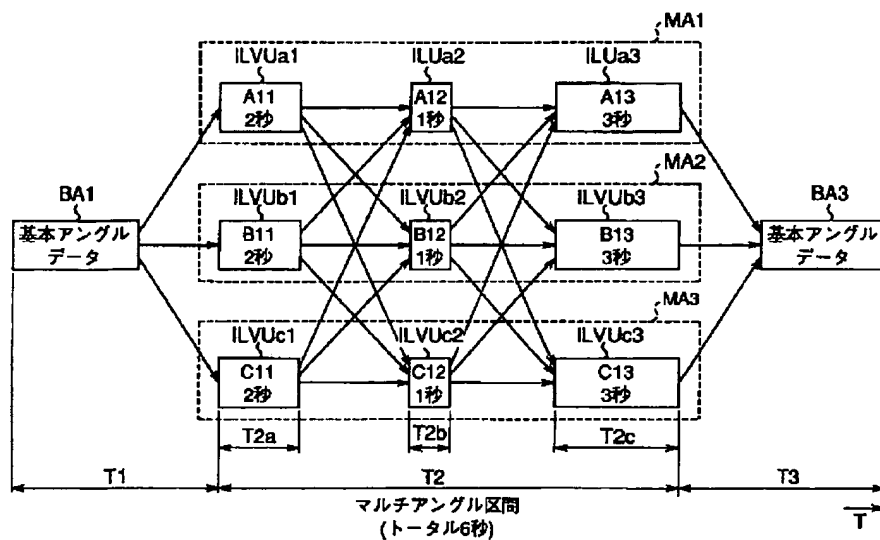 MA1
ILVUa1 ILUa2 ILUa3
A11 A12 A13
2秒 1秒 3秒
MA2
BA1 ILVUb1 ILVUb2 ILVUb3 BA3
基本アングル B11 B12 B13 基本アングル
データ 2秒 1秒 3秒 データ
MA3
ILVUc1 ILVUc2 ILVUc3
C11 C12 C13
2秒 1秒 3秒
T2a T2b T2c
T1 T2 T3
マルチアングル区間
(トータル6秒)
T